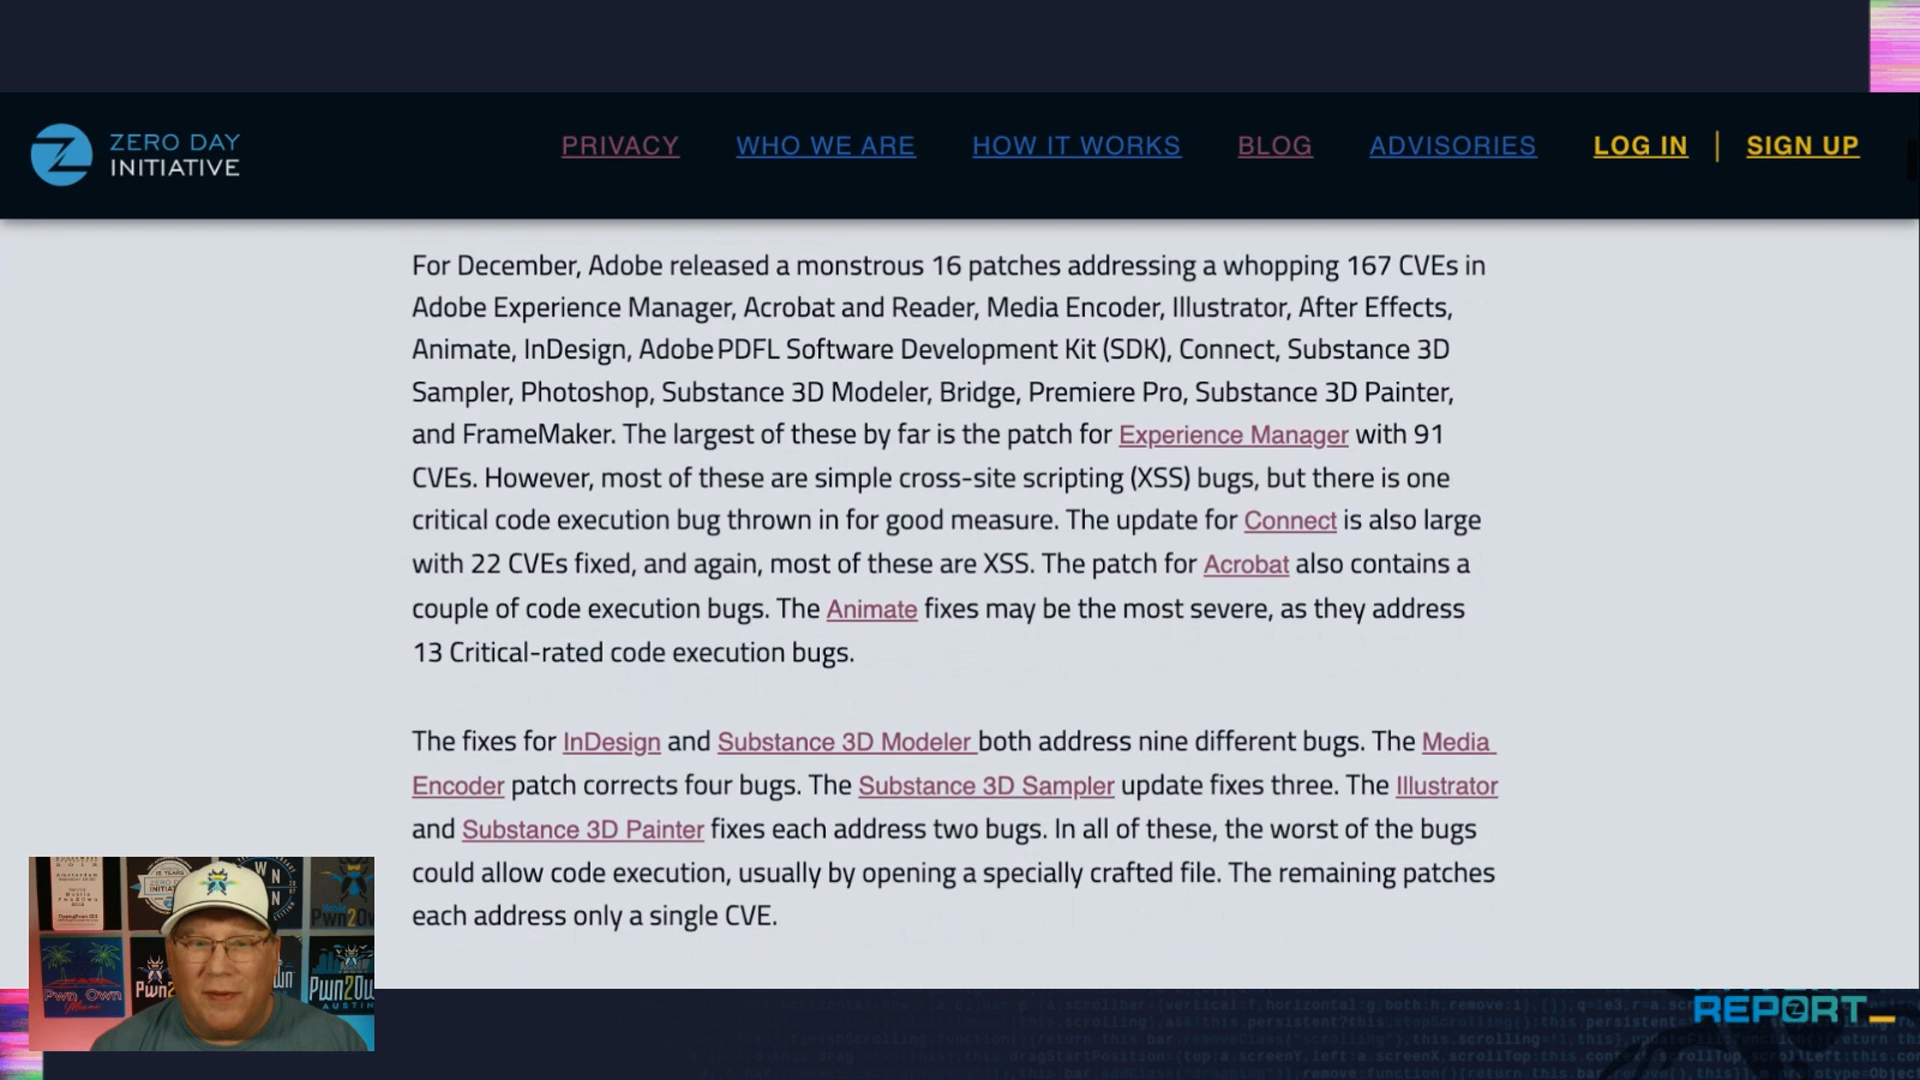 ZERO DAY
INITIATIVE
PRIVACY
WHO WE ARE
HOW IT WORKS
BLOG
ADVISORIES
LOG IN | SIGN UP
For December, Adobe released a monstrous 16 patches addressing a whopping 167 CVEs in
Adobe Experience Manager, Acrobat and Reader, Media Encoder, Illustrator, After Effects,
Animate, InDesign, Adobe PDFL Software Development Kit (SDK), Connect, Substance 3D
Sampler, Photoshop, Substance 3D Modeler, Bridge, Premiere Pro, Substance 3D Painter,
and FrameMaker. The largest of these by far is the patch for Experience Manager with 91
CVEs. However, most of these are simple cross-site scripting (XSS) bugs, but there is one
critical code execution bug thrown in for good measure. The update for Connect is also large
with 22 CVEs fixed, and again, most of these are XSS. The patch for Acrobat also contains a
couple of code execution bugs. The Animate fixes may be the most severe, as they address
13 Critical-rated code execution bugs.
The fixes for InDesign and Substance 3D Modeler both address nine different bugs. The Media
Encoder patch corrects four bugs. The Substance 3D Sampler update fixes three. The Illustrator
and Substance 3D Painter fixes each address two bugs. In all of these, the worst of the bugs
could allow code execution, usually by opening a specially crafted file. The remaining patches
each address only a single CVE.
Pwn Own
Miami
Pwn2Ow
AUSTIN
REPORT_